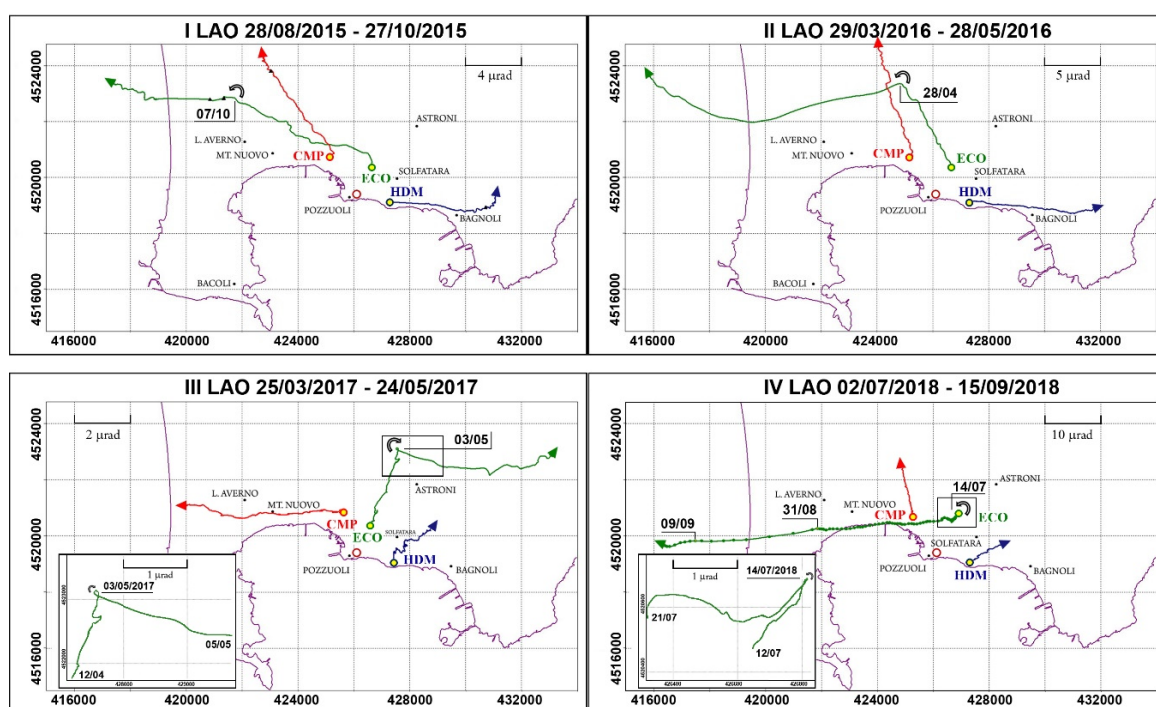 I LAO 28/08/2015 - 27/10/2015
4524000
4520000
4516000
4 μrad
07/10
ASTRONI
L. AVERNO
MT. NUOVO
CMP
ECO
SOLFATARA
HDM
POZZUOLI
BAGNOLI
BACOLI
416000 420000 424000 428000 432000
II LAO 29/03/2016 - 28/05/2016
4524000
4520000
4516000
5 μrad
28/04
ASTRONI
L. AVERNO
MT. NUOVO
CMP
ECO
SOLFATARA
HDM
POZZUOLI
BAGNOLI
BACOLI
416000 420000 424000 428000 432000
III LAO 25/03/2017 - 24/05/2017
4524000
4520000
4516000
2 μrad
03/05
ASTRONI
L. AVERNO
MT. NUOVO
CMP
ECO
SOLFATARA
HDM
POZZUOLI
BAGNOLI
1 μrad
03/05/2017
05/05
12/04
4523000
4522000
428000
416000 420000 424000 428000 432000
IV LAO 02/07/2018 - 15/09/2018
4524000
4520000
4516000
10 μrad
14/07
ASTRONI
L. AVERNO
MT. NUOVO
31/08
CMP
ECO
09/09
SOLFATARA
HDM
POZZUOLI
BAGNOLI
1 μrad
14/07/2018
21/07
12/07
4520400
416000 420000 424000 428000 432000